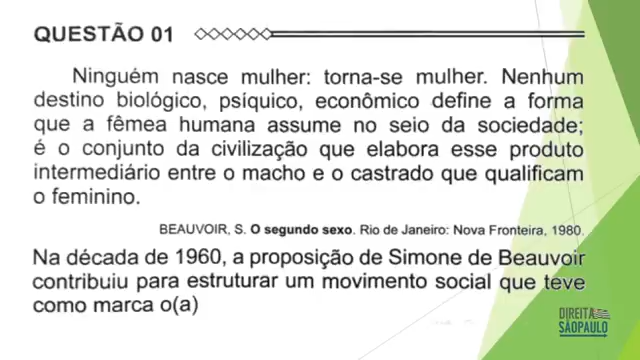 QUESTÃO 01
Ninguém nasce mulher: torna-se mulher. Nenhum
destino biológico, psíquico, econômico define a forma
que a fêmea humana assume no seio da sociedade;
é o conjunto da civilização que elabora esse produto
intermediário entre o macho e o castrado que qualificam
o feminino.
BEAUVOIR, S. O segundo sexo. Rio de Janeiro: Nova Fronteira, 1980.
Na década de 1960, a proposição de Simone de Beauvoir
contribuiu para estruturar um movimento social que teve
como marca o(a)
DIREITA
SÃOPAULO